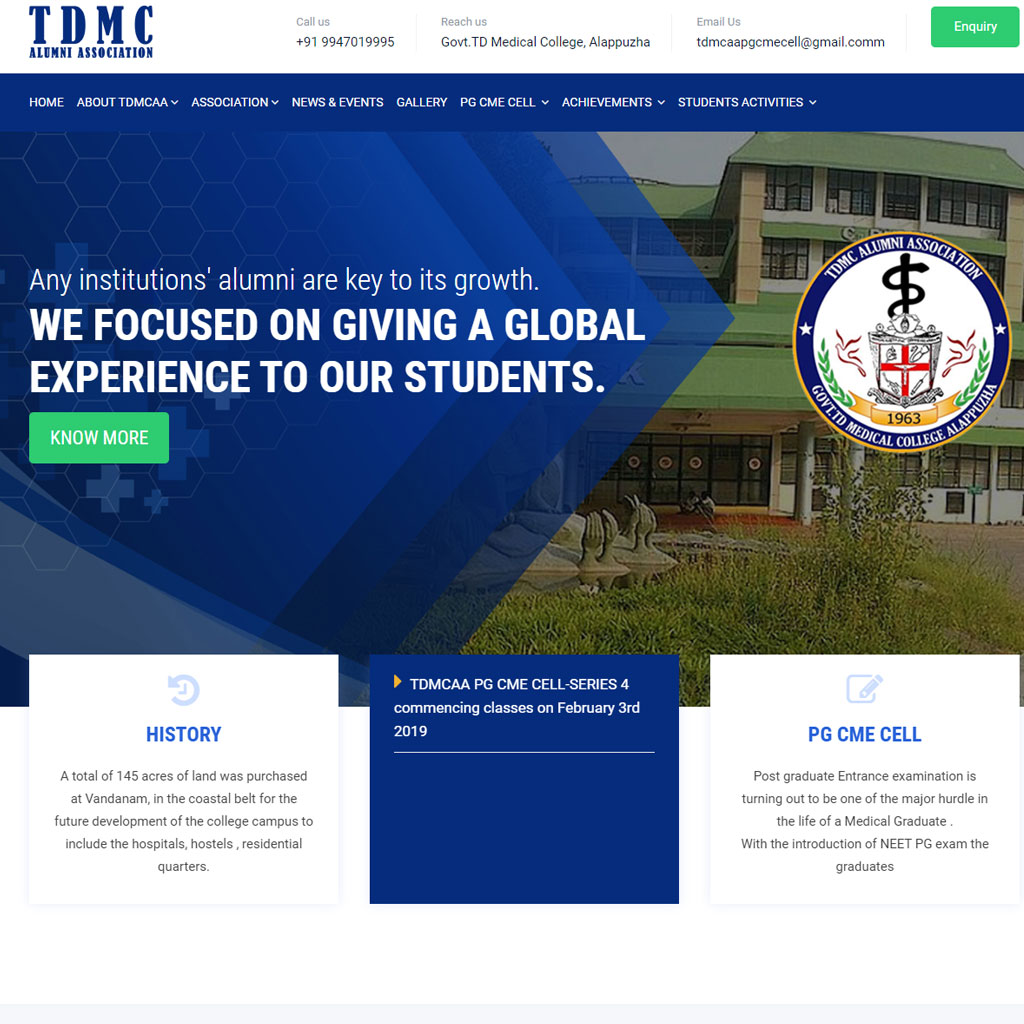 TDMC
ALUMNI ASSOCIATION
Call us
+91 9947019995
Reach us
Govt.TD Medical College, Alappuzha
Email Us
tdmcaapgcmecell@gmail.comm
Enquiry
HOME ABOUT TDMCAA ASSOCIATION NEWS & EVENTS GALLERY PG CME CELL ACHIEVEMENTS STUDENTS ACTIVITIES
Any institutions' alumni are key to its growth.
WE FOCUSED ON GIVING A GLOBAL
EXPERIENCE TO OUR STUDENTS.
KNOW MORE
TDMC ALUMNI ASSOCIATION
1963
GOVT.TD MEDICAL COLLEGE ALAPPUZHA
HISTORY
A total of 145 acres of land was purchased
at Vandanam, in the coastal belt for the
future development of the college campus to
include the hospitals, hostels , residential
quarters.
TDMCAA PG CME CELL-SERIES 4
commencing classes on February 3rd
2019
PG CME CELL
Post graduate Entrance examination is
turning out to be one of the major hurdle in
the life of a Medical Graduate .
With the introduction of NEET PG exam the
graduates